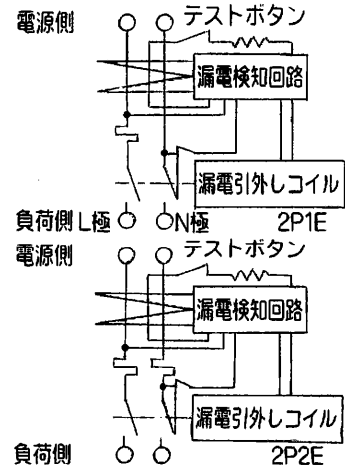 電源側 テストボタン
漏電検知回路
漏電引外しコイル
負荷側 L極 N極 2P1E
電源側 テストボタン
漏電検知回路
漏電引外しコイル
負荷側 2P2E